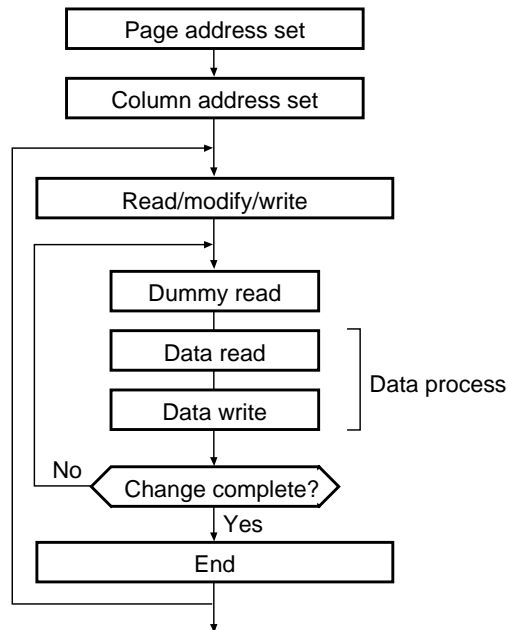 Page address set
Column address set
Read/modify/write
Dummy read
Data read
Data process
Data write
No
Change complete?
Yes
End